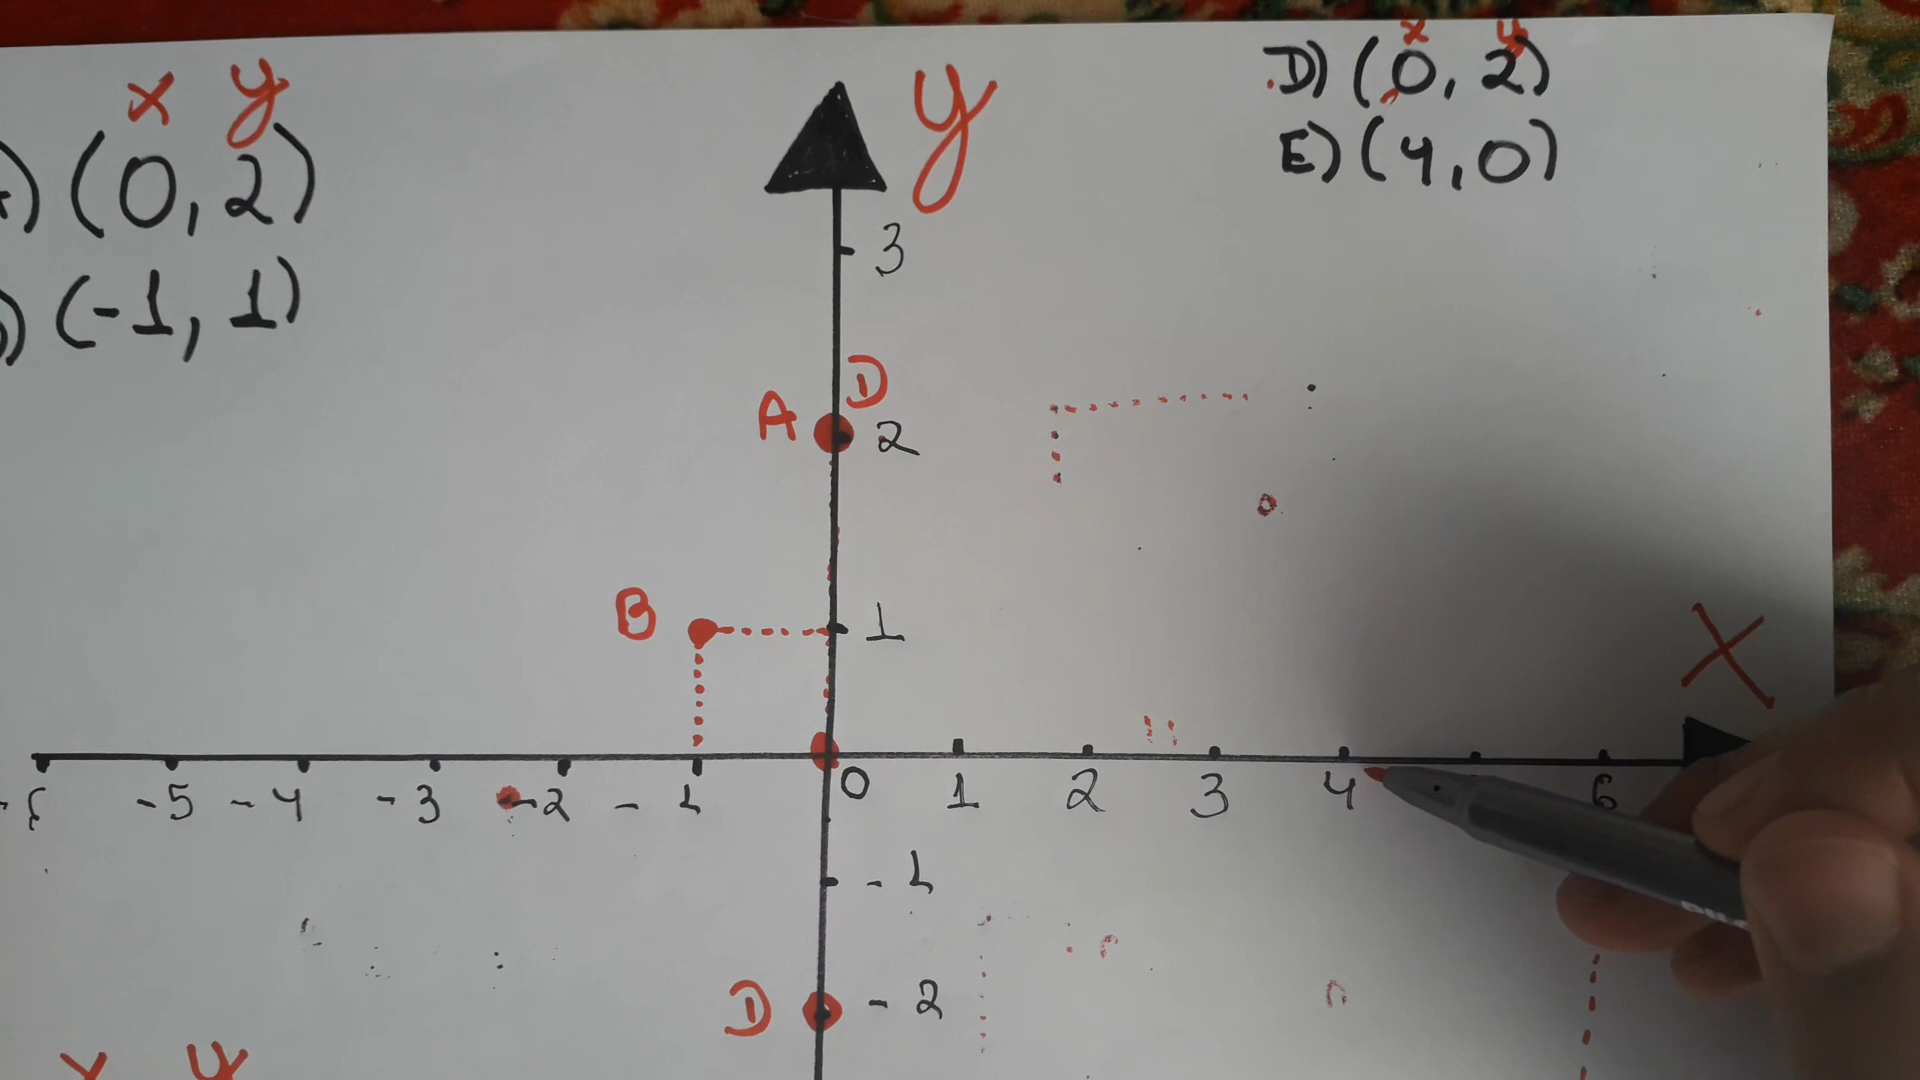 x y
(0, 2)
(-1, 1)
x y
D) (0, 2)
E) (4, 0)
y
3
D
A 2
B 1
X
-5 -4 -3 -2 -1 0 1 2 3 4 6
-1
D -2
x y